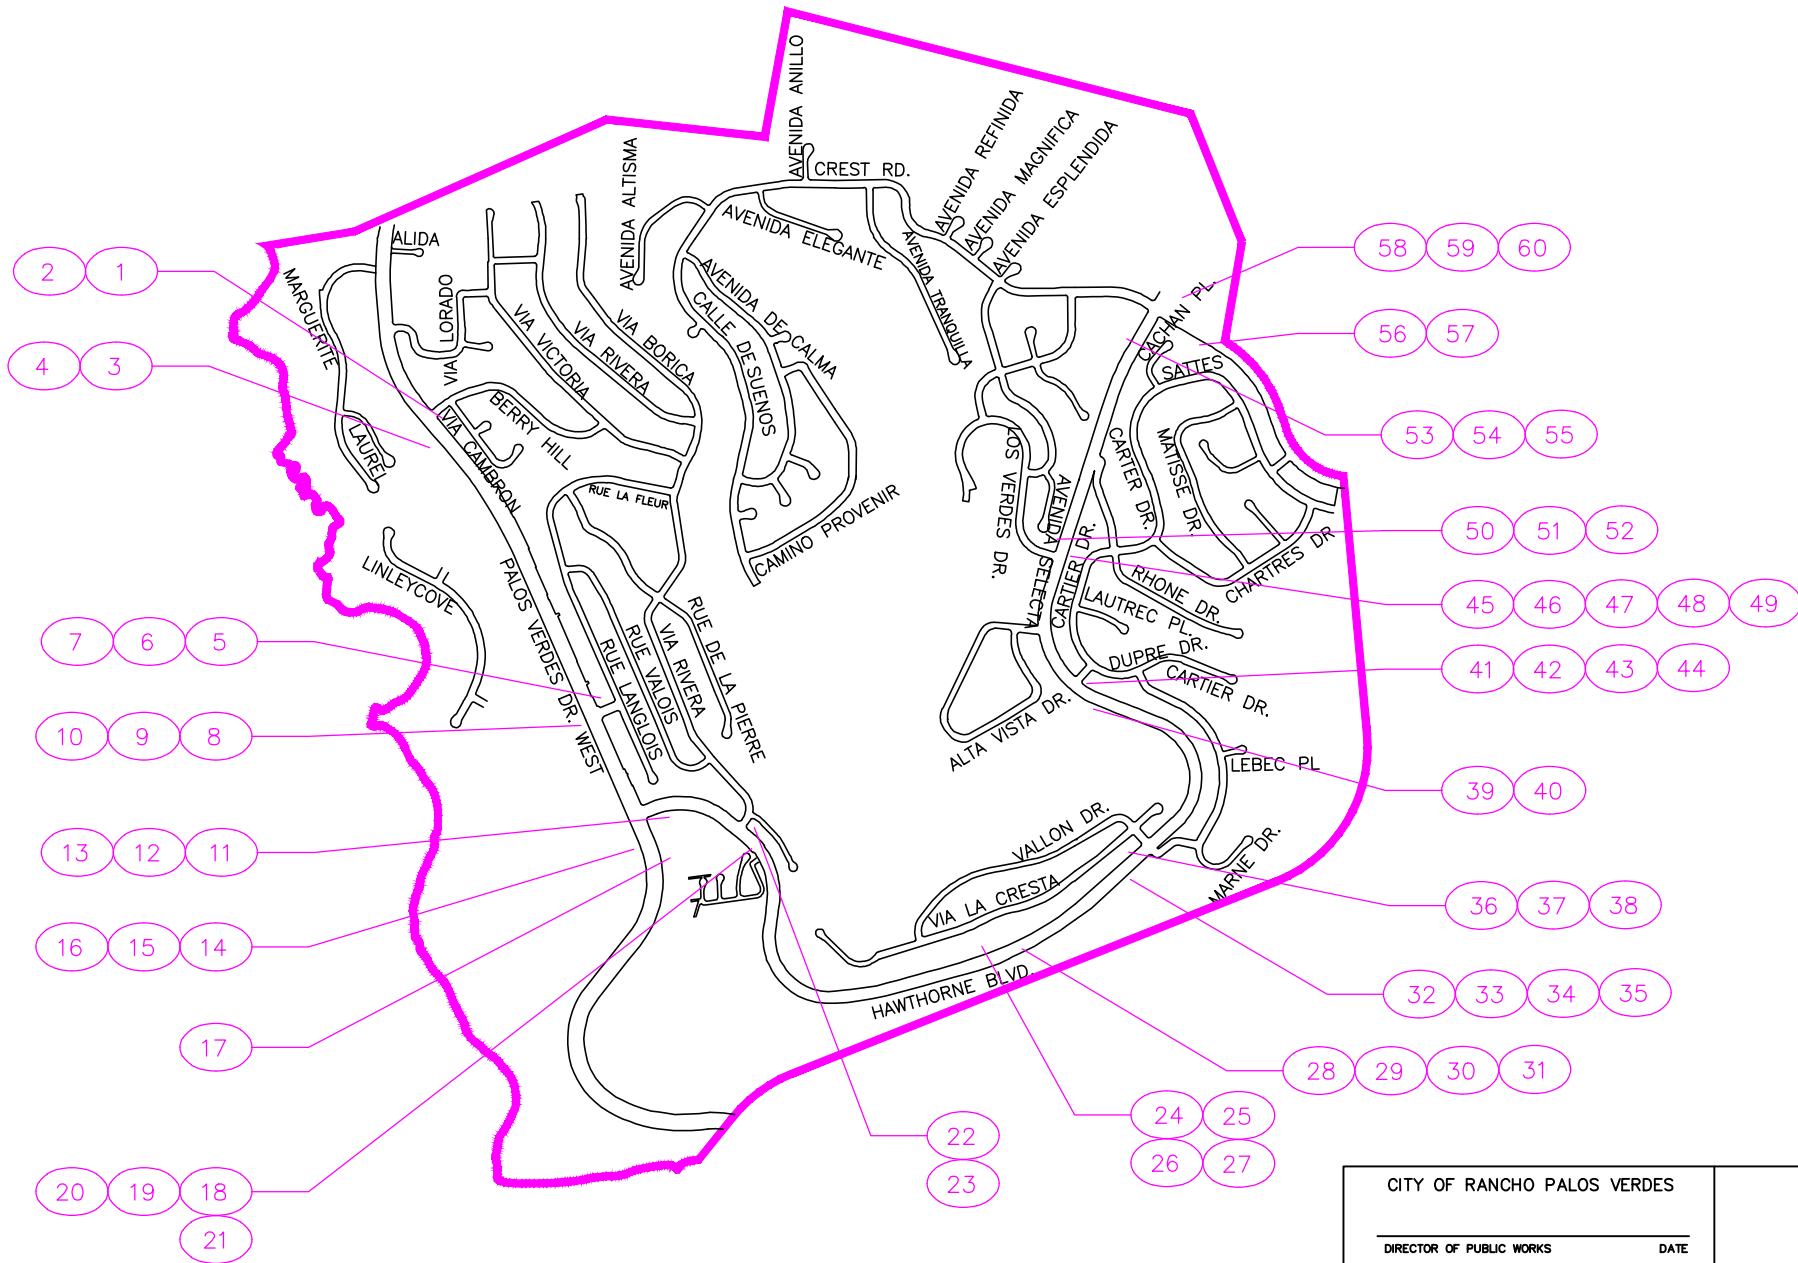 AVENIDA ANILLO
CREST RD.
AVENIDA REFINIDA
AVENIDA MAGNIFICA
AVENIDA ESPLENDIDA
AVENIDA ALTISMA
AVENIDA ELEGANTE
AVENIDA TRANQUILLA
ALIDA
MARGUERITE
VIA LORADO
VIA VICTORIA
VIA RIVERA
VIA BORICA
AVENIDA DE CALMA
CALLE DE SUENOS
CACHAN PL.
SATTES
2 1
58 59 60
56 57
4 3
53 54 55
LAUREL
VIA CAMBRON
BERRY HILL
RUE LA FLEUR
CAMINO PROVENIR
LOS VERDES DR.
AVENIDA SELECTA
CARTIER DR.
CARTIER DR.
MATISSE DR.
CHARTRES DR
50 51 52
LINLEYCOVE
PALOS VERDES DR. WEST
RHONE DR.
LAUTREC PL.
45 46 47 48 49
RUE LANGLOIS
RUE VALOIS
VIA RIVERA
RUE DE LA PIERRE
7 6 5
DUPRE DR.
CARTIER DR.
41 42 43 44
10 9 8
ALTA VISTA DR.
LEBEC PL
39 40
13 12 11
VALLON DR.
VIA LA CRESTA
MARNE DR.
36 37 38
16 15 14
HAWTHORNE BLVD.
32 33 34 35
17
28 29 30 31
22
23
24 25
26 27
20 19 18
21
CITY OF RANCHO PALOS VERDES
DIRECTOR OF PUBLIC WORKS DATE